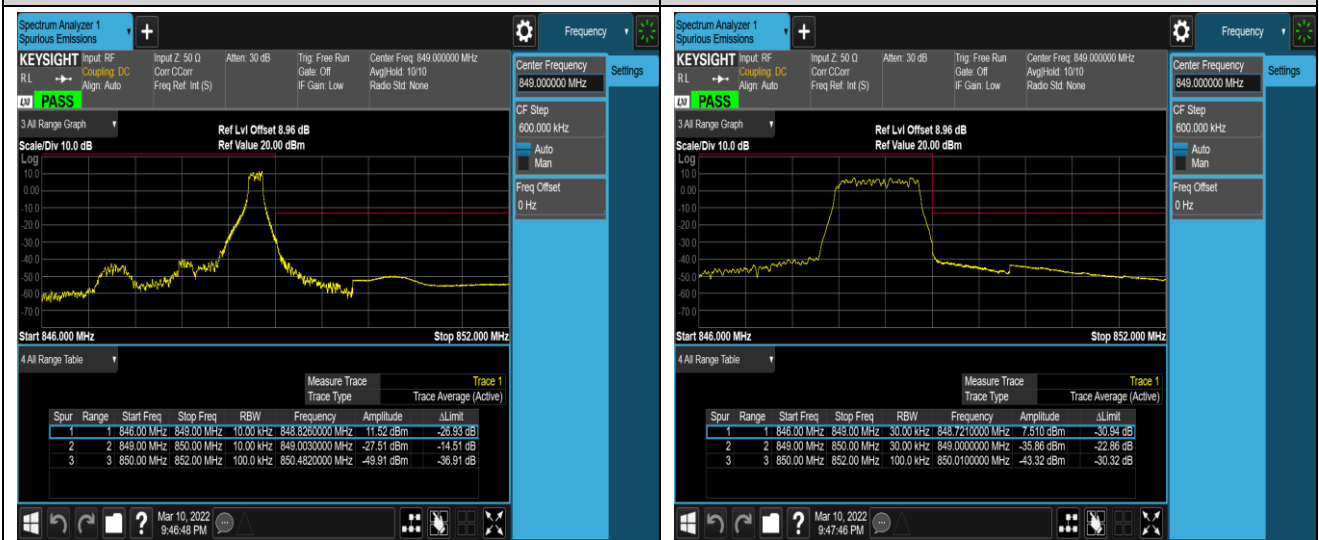 Spectrum Analyzer 1
Spurious Emissions
Frequency
KEYSIGHT
RL
Input: RF
Coupling: DC
Align: Auto
Input Z: 50 Ω
Corr CCorr
Freq Ref: Int (S)
Atten: 30 dB
Trig: Free Run
Gate: Off
IF Gain: Low
Center Freq: 849.000000 MHz
Avg|Hold: 10/10
Radio Std: None
LXI
PASS
Center Frequency
849.000000 MHz
Settings
CF Step
600.000 kHz
Auto
Man
Freq Offset
0 Hz
3 All Range Graph
Ref Lvl Offset 8.96 dB
Scale/Div 10.0 dB
Ref Value 20.00 dBm
Log
10.0
0.00
-10.0
-20.0
-30.0
-40.0
-50.0
-60.0
-70.0
Start 846.000 MHz
Stop 852.000 MHz
4 All Range Table
Measure Trace Trace 1
Trace Type Trace Average (Active)
Spur Range Start Freq Stop Freq RBW Frequency Amplitude ΔLimit
1 1 846.00 MHz 849.00 MHz 10.00 kHz 848.8260000 MHz 11.52 dBm -26.93 dB
2 2 849.00 MHz 850.00 MHz 10.00 kHz 849.0030000 MHz -27.51 dBm -14.51 dB
3 3 850.00 MHz 852.00 MHz 100.0 kHz 850.4820000 MHz -49.91 dBm -36.91 dB
?
Mar 10, 2022
9:46:48 PM
Spectrum Analyzer 1
Spurious Emissions
Frequency
KEYSIGHT
RL
Input: RF
Coupling: DC
Align: Auto
Input Z: 50 Ω
Corr CCorr
Freq Ref: Int (S)
Atten: 30 dB
Trig: Free Run
Gate: Off
IF Gain: Low
Center Freq: 849.000000 MHz
Avg|Hold: 10/10
Radio Std: None
LXI
PASS
Center Frequency
849.000000 MHz
Settings
CF Step
600.000 kHz
Auto
Man
Freq Offset
0 Hz
3 All Range Graph
Ref Lvl Offset 8.96 dB
Scale/Div 10.0 dB
Ref Value 20.00 dBm
Log
10.0
0.00
-10.0
-20.0
-30.0
-40.0
-50.0
-60.0
-70.0
Start 846.000 MHz
Stop 852.000 MHz
4 All Range Table
Measure Trace Trace 1
Trace Type Trace Average (Active)
Spur Range Start Freq Stop Freq RBW Frequency Amplitude ΔLimit
1 1 846.00 MHz 849.00 MHz 30.00 kHz 848.7210000 MHz 7.510 dBm -30.94 dB
2 2 849.00 MHz 850.00 MHz 30.00 kHz 849.0000000 MHz -35.86 dBm -22.86 dB
3 3 850.00 MHz 852.00 MHz 100.0 kHz 850.0100000 MHz -43.32 dBm -30.32 dB
?
Mar 10, 2022
9:47:46 PM